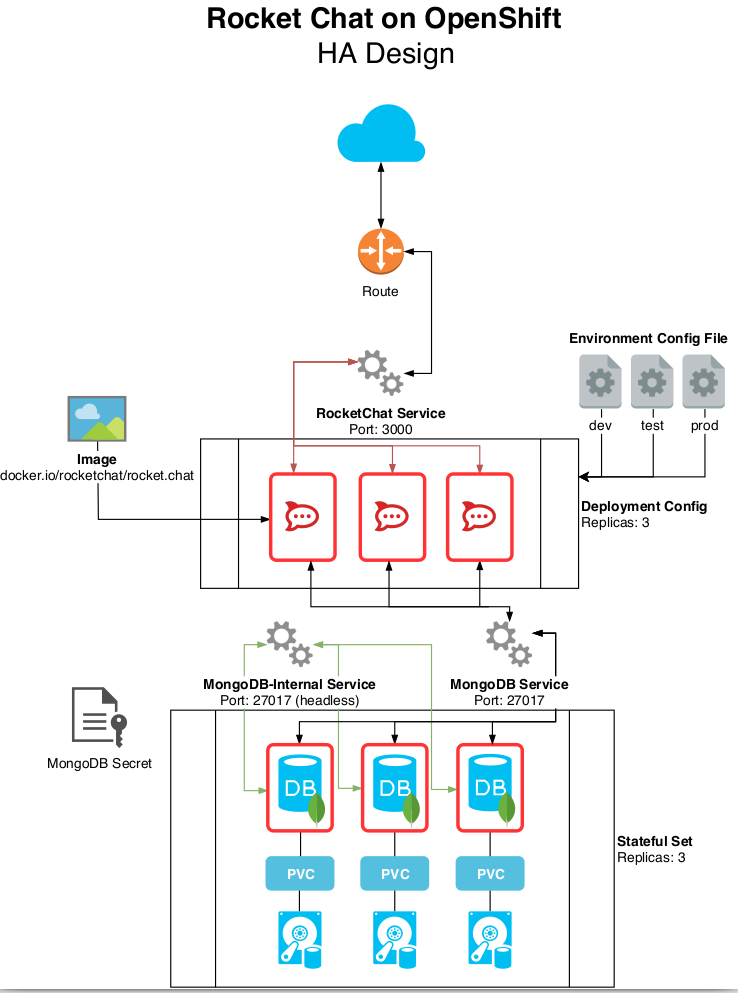 Rocket Chat on OpenShift
HA Design
Route
Environment Config File
dev
test
prod
RocketChat Service
Port: 3000
Image
docker.io/rocketchat/rocket.chat
Deployment Config
Replicas: 3
MongoDB-Internal Service
Port: 27017 (headless)
MongoDB Service
Port: 27017
MongoDB Secret
DB
DB
DB
Stateful Set
Replicas: 3
PVC
PVC
PVC